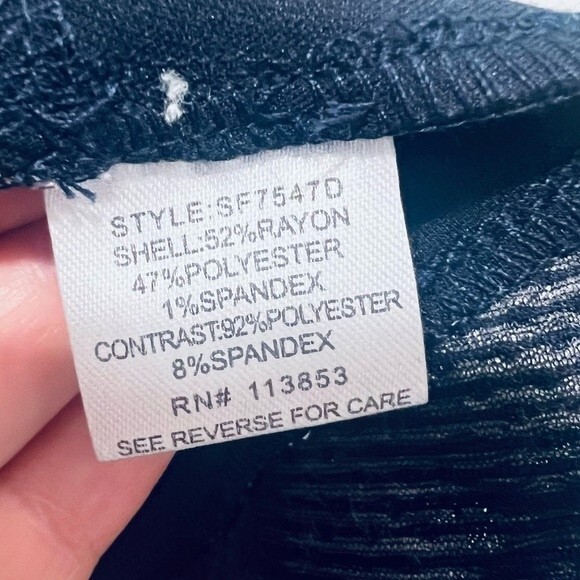 STYLE:SF7547D
SHELL:52%RAYON
47%POLYESTER
1%SPANDEX
CONTRAST:92%POLYESTER
8%SPANDEX
RN# 113853
SEE REVERSE FOR CARE